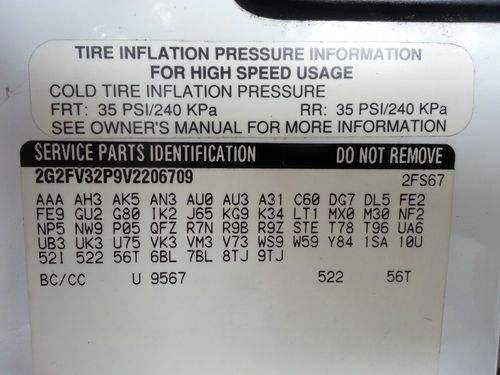 TIRE INFLATION PRESSURE INFORMATION
FOR HIGH SPEED USAGE
COLD TIRE INFLATION PRESSURE
FRT: 35 PSI/240 KPa RR: 35 PSI/240 KPa
SEE OWNER'S MANUAL FOR MORE INFORMATION
SERVICE PARTS IDENTIFICATION DO NOT REMOVE
2G2FV32P9V2206709 2FS67
AAA AH3 AK5 AN3 AU0 AU3 A31 C60 DG7 DL5 FE2
FE9 GU2 G80 IK2 J65 KG9 K34 LT1 MX0 M30 NF2
NP5 NW9 P05 QFZ R7N R9B R9Z STE T78 T96 UA6
UB3 UK3 U75 VK3 VM3 V73 WS9 W59 Y84 1SA 10U
52I 522 56T 6BL 7BL 8TJ 9TJ
BC/CC U 9567 522 56T